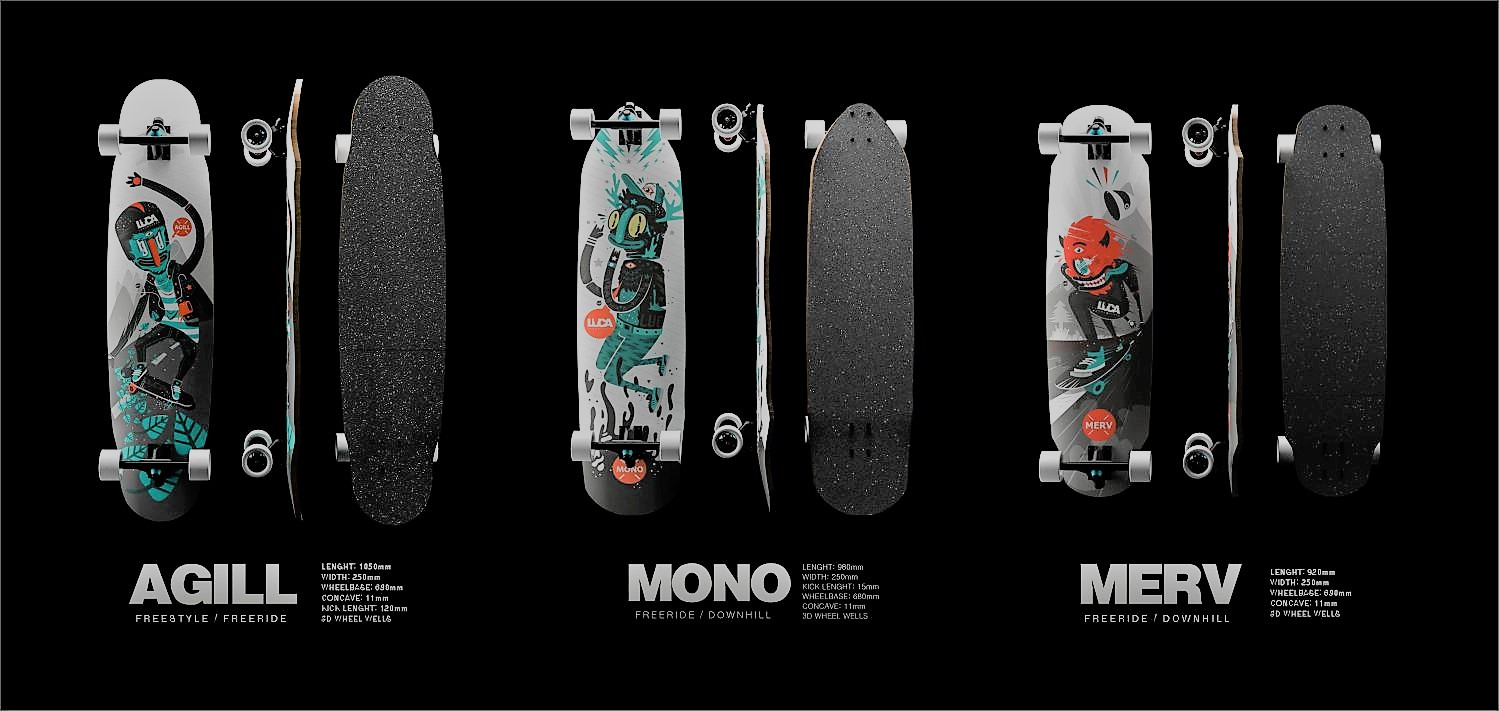 LUCA
AGILL
LUCA
MONO
LUCA
MERV
AGILL
FREESTYLE / FREERIDE
LENGHT: 1050mm
WIDTH: 250mm
WHEELBASE: 690mm
CONCAVE: 11mm
KICK LENGHT: 120mm
3D WHEEL WELLS
MONO
FREERIDE / DOWNHILL
LENGHT: 980mm
WIDTH: 250mm
KICK LENGHT: 15mm
WHEELBASE: 680mm
CONCAVE: 11mm
3D WHEEL WELLS
MERV
FREERIDE / DOWNHILL
LENGHT: 920mm
WIDTH: 250mm
WHEELBASE: 690mm
CONCAVE: 11mm
3D WHEEL WELLS